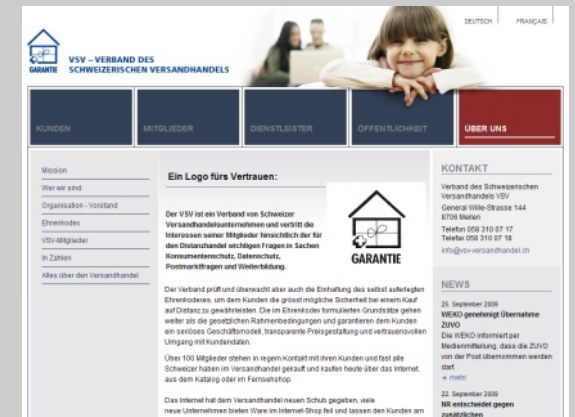 DEUTSCH
FRANÇAIS
GARANTIE
VSV – VERBAND DES
SCHWEIZERISCHEN VERSANDHANDELS
KUNDEN
MITGLIEDER
DIENSTLEISTER
ÖFFENTLICHKEIT
ÜBER UNS
Mission
Wer wir sind
Organisation - Vorstand
Ehrenkodex
VSV-Mitglieder
In Zahlen
Alles über den Versandhandel
Ein Logo fürs Vertrauen:
Der VSV ist ein Verband von Schweizer
Versandhandelsunternehmen und vertritt die
Interessen seiner Mitglieder hinsichtlich der für
den Distanzhandel wichtigen Fragen in Sachen
Konsumentenschutz, Datenschutz,
Postmarktfragen und Weiterbildung.
GARANTIE
Der Verband prüft und überwacht aber auch die Einhaltung des selbst auferlegten
Ehrenkodexes, um dem Kunden die grösst mögliche Sicherheit bei einem Kauf
auf Distanz zu gewährleisten. Die im Ehrenkodex formulierten Grundsätze gehen
weiter als die gesetzlichen Rahmenbedingungen und garantieren dem Kunden
ein seriöses Geschäftsmodell, transparente Preisgestaltung und vertrauensvollen
Umgang mit Kundendaten.
Über 100 Mitglieder stehen in regem Kontakt mit ihren Kunden und fast alle
Schweizer haben im Versandhandel gekauft und kaufen heute über das Internet,
aus dem Katalog oder im Fernsehshop.
Das Internet hat dem Versandhandel neuen Schub gegeben, viele
neue Unternehmen bieten Ware im Internet-Shop feil und lassen den Kunden am
KONTAKT
Verband des Schweizerischen
Versandhandels VSV
General Wille-Strasse 144
8706 Meilen
Telefon 058 310 07 17
Telefax 058 310 07 18
info@vsv-versandhandel.ch
NEWS
25. September 2009
WEKO genehmigt Übernahme
ZUVO
Die WEKO informiert per
Medienmitteilung, dass die ZUVO
von der Post übernommen werden
darf.
mehr
22. September 2009
NR entscheidet gegen
zusätzlichen